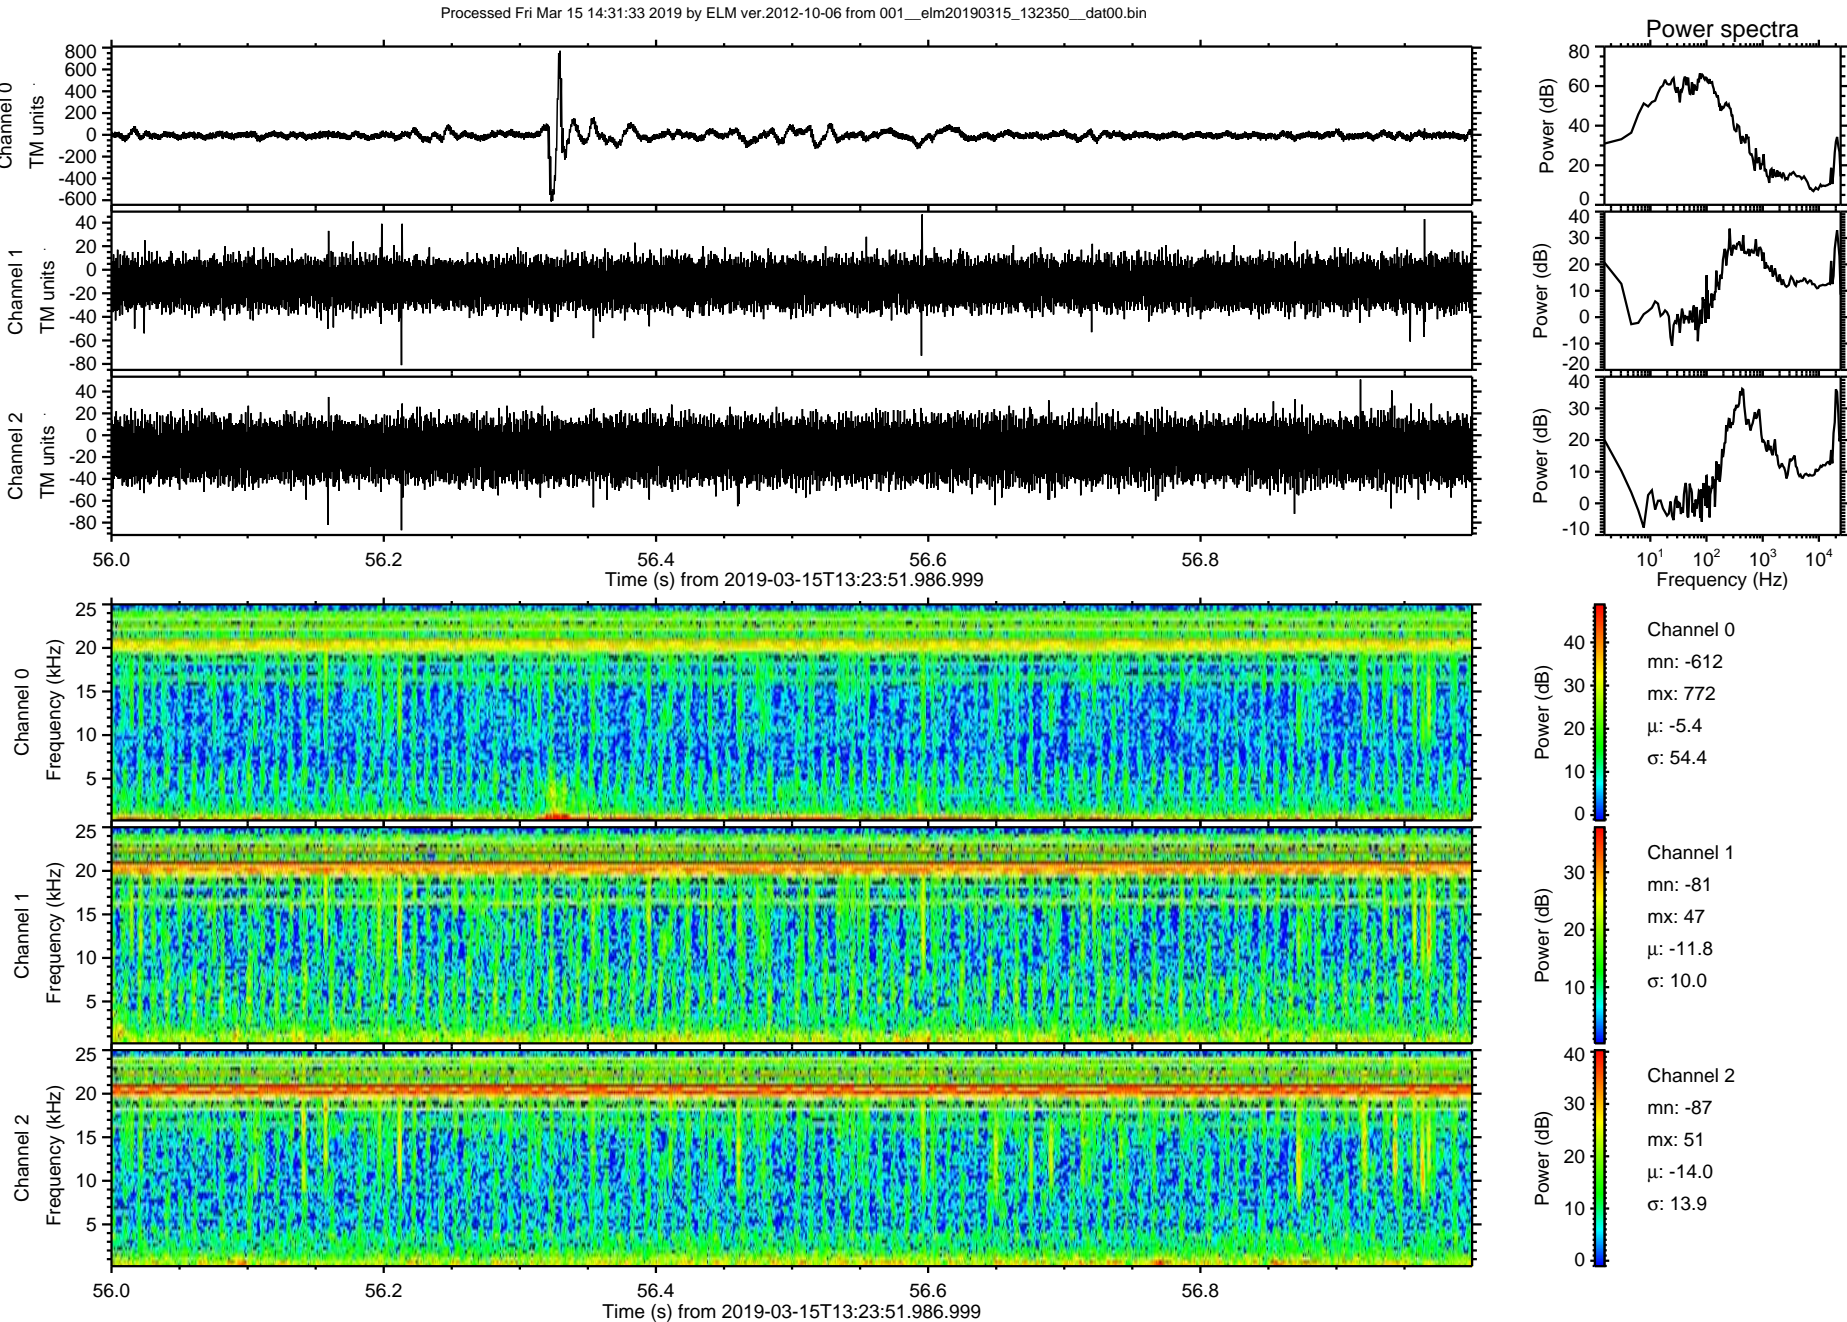 Processed Fri Mar 15 14:31:33 2019 by ELM ver.2012-10-06 from 001__elm20190315_132350__dat00.bin
Power spectra
Channel 0
TM units
800
600
400
200
0
-200
-400
-600
Power (dB)
80
60
40
20
0
Channel 1
TM units
40
20
0
-20
-40
-60
-80
Power (dB)
40
30
20
10
0
-10
-20
Channel 2
TM units
40
20
0
-20
-40
-60
-80
Power (dB)
40
30
20
10
0
-10
56.0 56.2 56.4 56.6 56.8
Time (s) from 2019-03-15T13:23:51.986.999
10¹ 10² 10³ 10⁴
Frequency (Hz)
Channel 0
Frequency (kHz)
25
20
15
10
5
Power (dB)
40
30
20
10
0
Channel 0
mn: -612
mx: 772
μ: -5.4
σ: 54.4
Channel 1
Frequency (kHz)
25
20
15
10
5
Power (dB)
30
20
10
Channel 1
mn: -81
mx: 47
μ: -11.8
σ: 10.0
Channel 2
Frequency (kHz)
25
20
15
10
5
Power (dB)
40
30
20
10
0
Channel 2
mn: -87
mx: 51
μ: -14.0
σ: 13.9
56.0 56.2 56.4 56.6 56.8
Time (s) from 2019-03-15T13:23:51.986.999